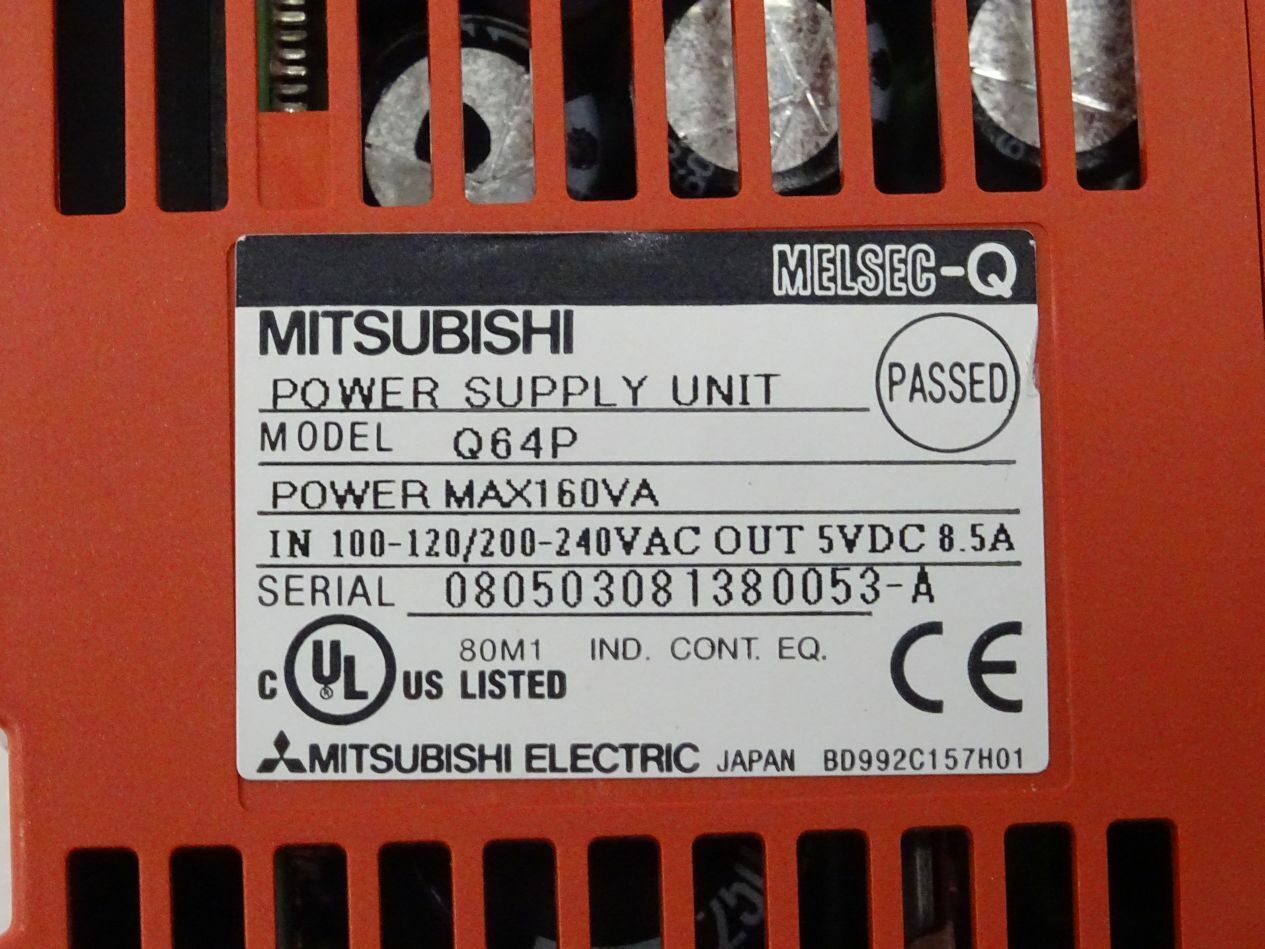 MELSEC-Q
MITSUBISHI
POWER SUPPLY UNIT
PASSED
MODEL Q64P
POWER MAX160VA
IN 100-120/200-240VAC OUT 5VDC 8.5A
SERIAL 080503081380053-A
80M1 IND. CONT. EQ.
C UL ® US LISTED
CE
MITSUBISHI ELECTRIC JAPAN BD992C157H01